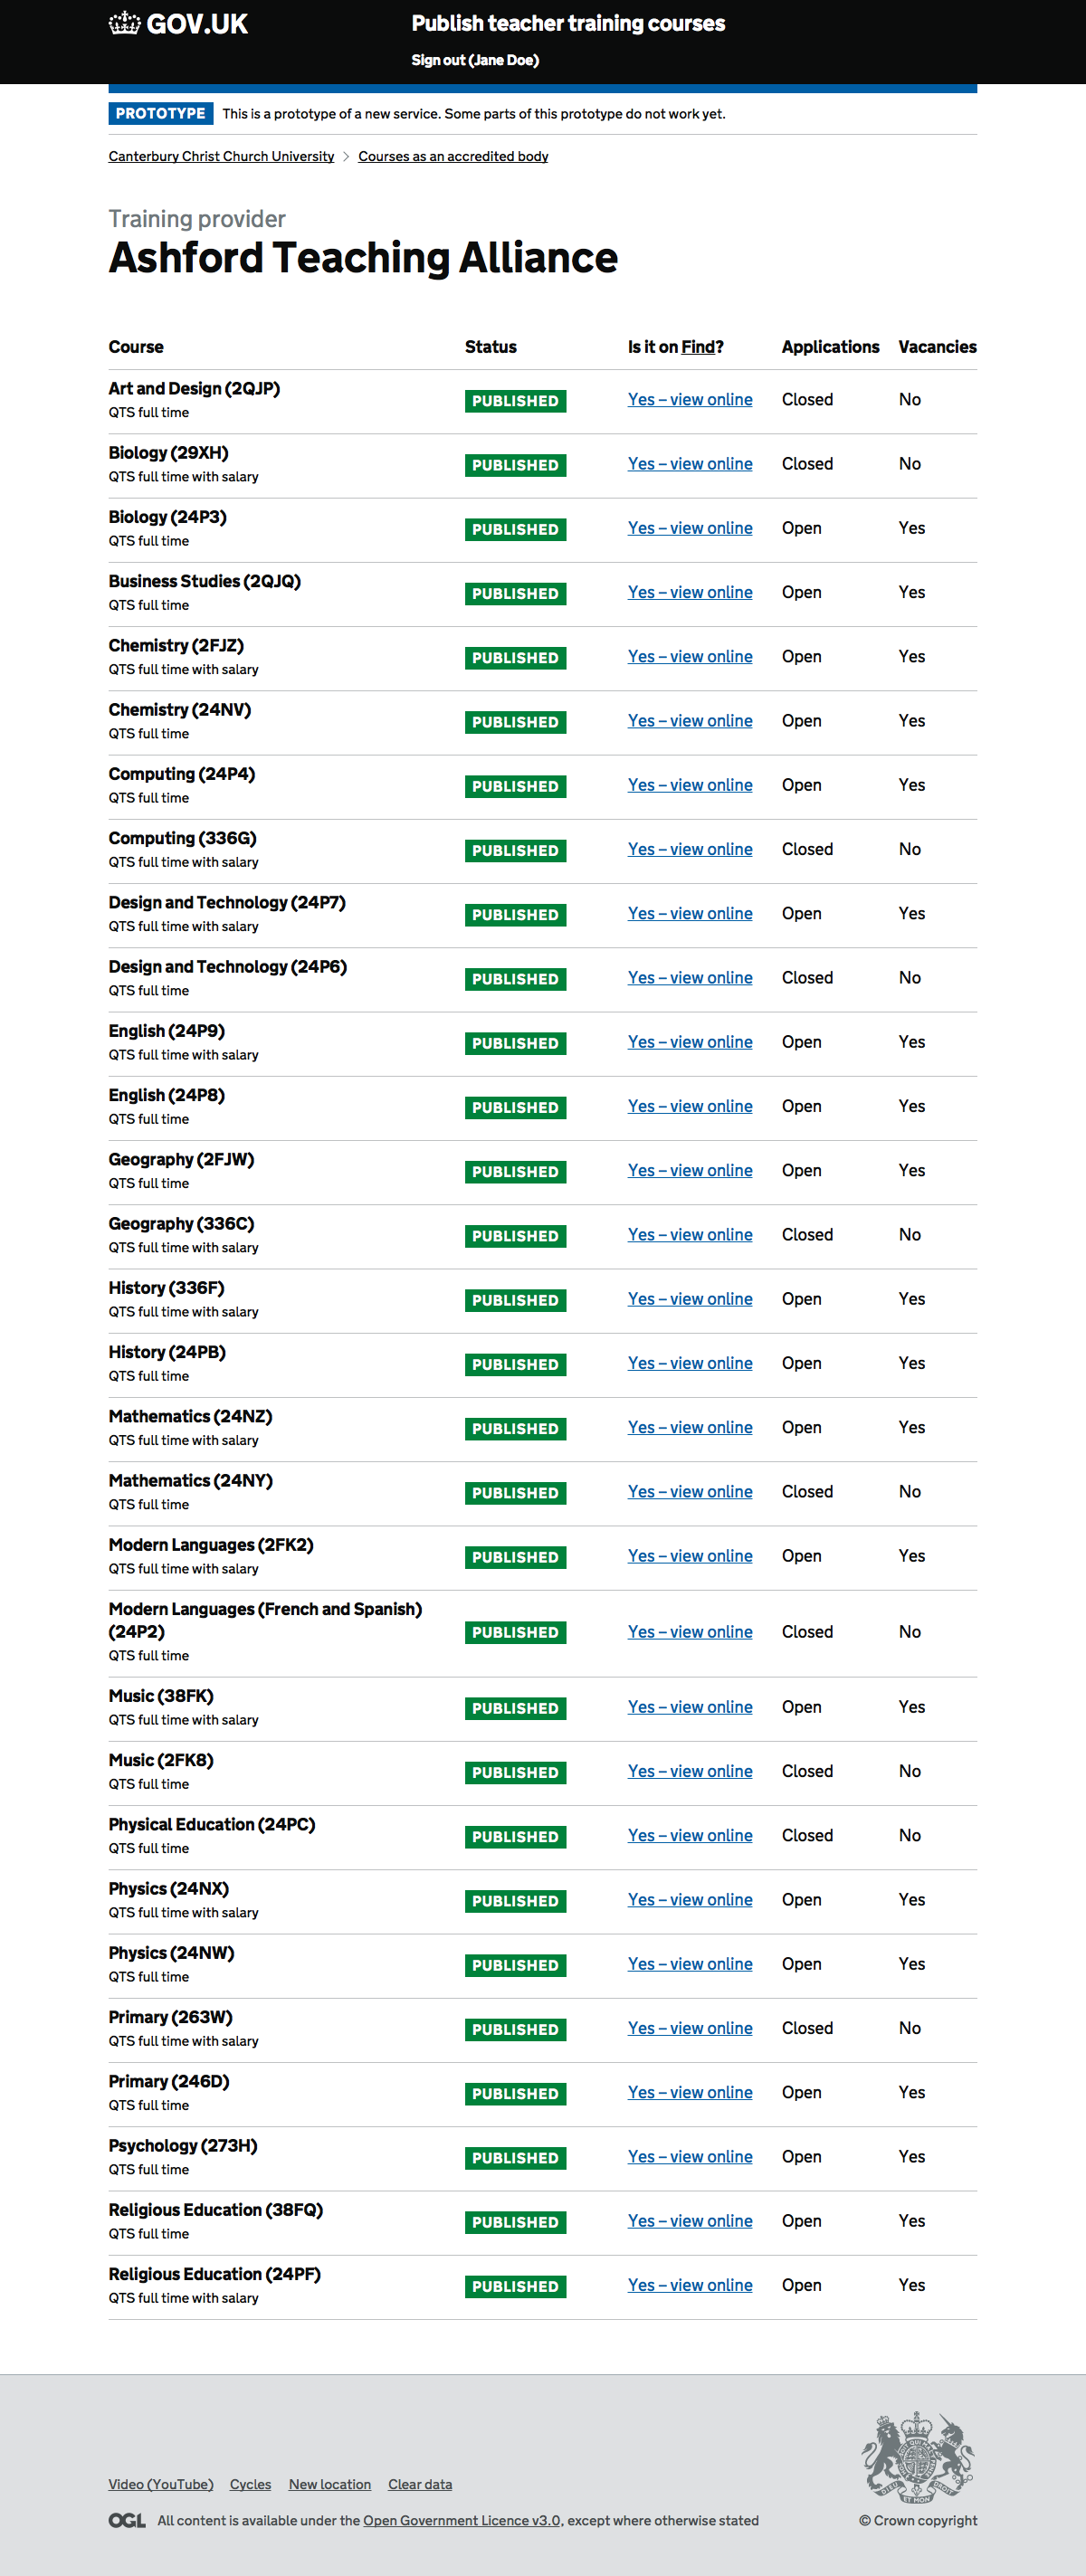 GOV.UK
Publish teacher training courses
Sign out (Jane Doe)
PROTOTYPE This is a prototype of a new service. Some parts of this prototype do not work yet.
Canterbury Christ Church University > Courses as an accredited body
Training provider
Ashford Teaching Alliance
Course Status Is it on Find? Applications Vacancies
Art and Design (2QJP)
QTS full time
PUBLISHED Yes – view online Closed No
Biology (29XH)
QTS full time with salary
PUBLISHED Yes – view online Closed No
Biology (24P3)
QTS full time
PUBLISHED Yes – view online Open Yes
Business Studies (2QJQ)
QTS full time
PUBLISHED Yes – view online Open Yes
Chemistry (2FJZ)
QTS full time with salary
PUBLISHED Yes – view online Open Yes
Chemistry (24NV)
QTS full time
PUBLISHED Yes – view online Open Yes
Computing (24P4)
QTS full time
PUBLISHED Yes – view online Open Yes
Computing (336G)
QTS full time with salary
PUBLISHED Yes – view online Closed No
Design and Technology (24P7)
QTS full time with salary
PUBLISHED Yes – view online Open Yes
Design and Technology (24P6)
QTS full time
PUBLISHED Yes – view online Closed No
English (24P9)
QTS full time with salary
PUBLISHED Yes – view online Open Yes
English (24P8)
QTS full time
PUBLISHED Yes – view online Open Yes
Geography (2FJW)
QTS full time
PUBLISHED Yes – view online Open Yes
Geography (336C)
QTS full time with salary
PUBLISHED Yes – view online Closed No
History (336F)
QTS full time with salary
PUBLISHED Yes – view online Open Yes
History (24PB)
QTS full time
PUBLISHED Yes – view online Open Yes
Mathematics (24NZ)
QTS full time with salary
PUBLISHED Yes – view online Open Yes
Mathematics (24NY)
QTS full time
PUBLISHED Yes – view online Closed No
Modern Languages (2FK2)
QTS full time with salary
PUBLISHED Yes – view online Open Yes
Modern Languages (French and Spanish)
(24P2)
QTS full time
PUBLISHED Yes – view online Closed No
Music (38FK)
QTS full time with salary
PUBLISHED Yes – view online Open Yes
Music (2FK8)
QTS full time
PUBLISHED Yes – view online Closed No
Physical Education (24PC)
QTS full time
PUBLISHED Yes – view online Closed No
Physics (24NX)
QTS full time with salary
PUBLISHED Yes – view online Open Yes
Physics (24NW)
QTS full time
PUBLISHED Yes – view online Open Yes
Primary (263W)
QTS full time with salary
PUBLISHED Yes – view online Closed No
Primary (246D)
QTS full time
PUBLISHED Yes – view online Open Yes
Psychology (273H)
QTS full time
PUBLISHED Yes – view online Open Yes
Religious Education (38FQ)
QTS full time
PUBLISHED Yes – view online Open Yes
Religious Education (24PF)
QTS full time with salary
PUBLISHED Yes – view online Open Yes
Video (YouTube) Cycles New location Clear data
OGL All content is available under the Open Government Licence v3.0, except where otherwise stated
© Crown copyright